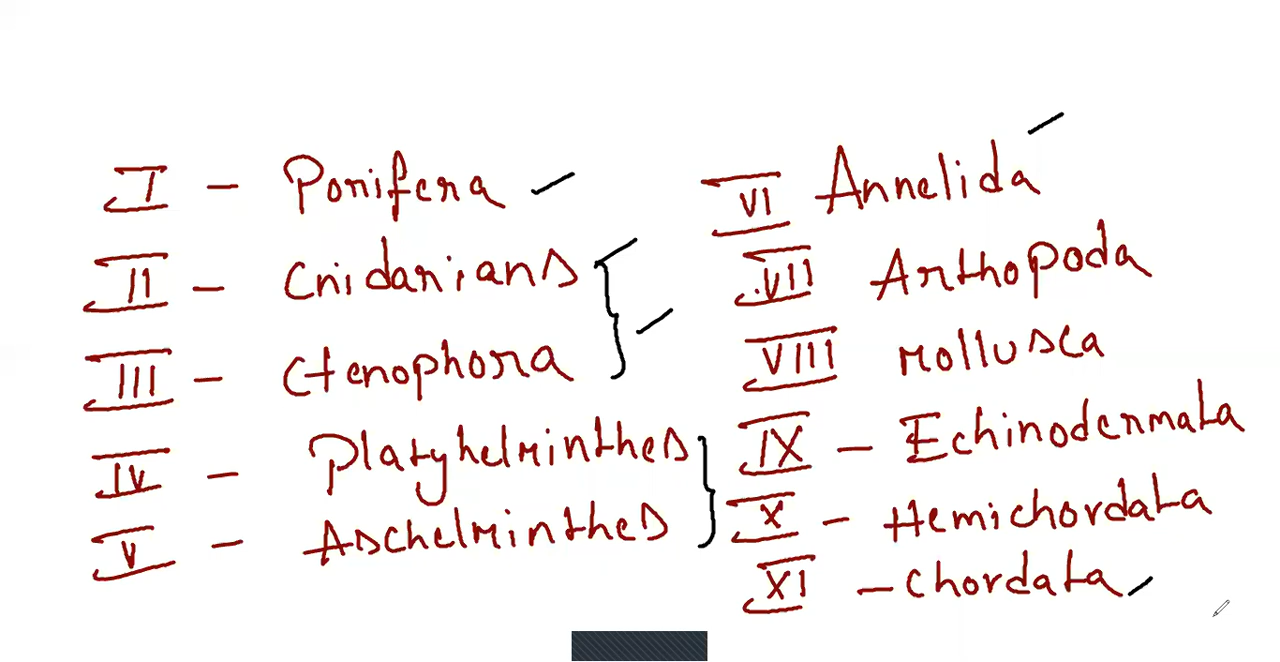 I - Porifera
II - Cnidarians
III - Ctenophora
IV - Platyhelminthes
V - Aschelminthes
VI Annelida
VII Arthopoda
VIII Mollusca
IX - Echinodermata
X - Hemichordata
XI - Chordata